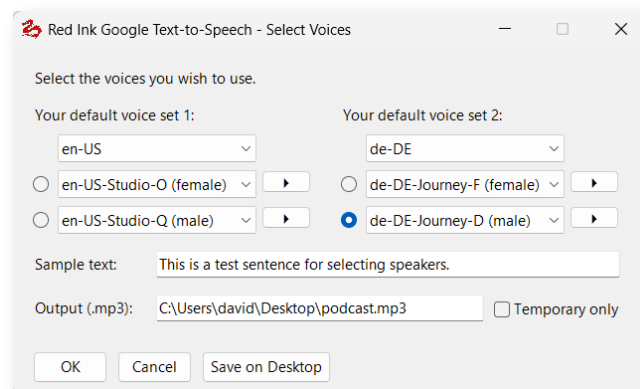 Red Ink Google Text-to-Speech - Select Voices
Select the voices you wish to use.
Your default voice set 1: Your default voice set 2:
en-US de-DE
en-US-Studio-O (female) de-DE-Journey-F (female)
en-US-Studio-Q (male) de-DE-Journey-D (male)
Sample text: This is a test sentence for selecting speakers.
Output (.mp3): C:\Users\david\Desktop\podcast.mp3 Temporary only
OK Cancel Save on Desktop